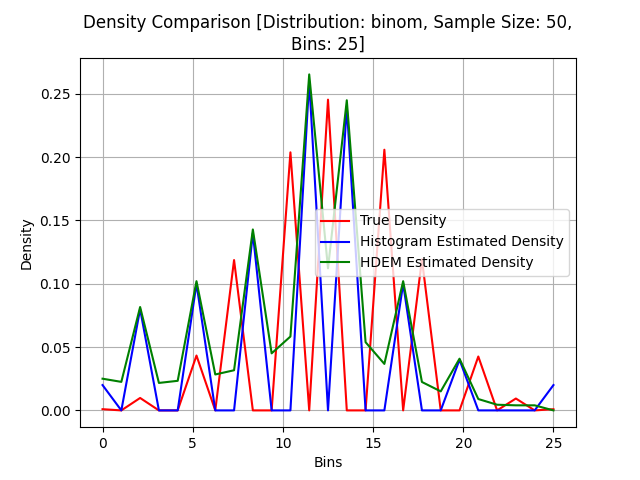 Density Comparison [Distribution: binom, Sample Size: 50,
Bins: 25]
Density
0.25
0.20
0.15
0.10
0.05
0.00
True Density
Histogram Estimated Density
HDEM Estimated Density
0 5 10 15 20 25
Bins